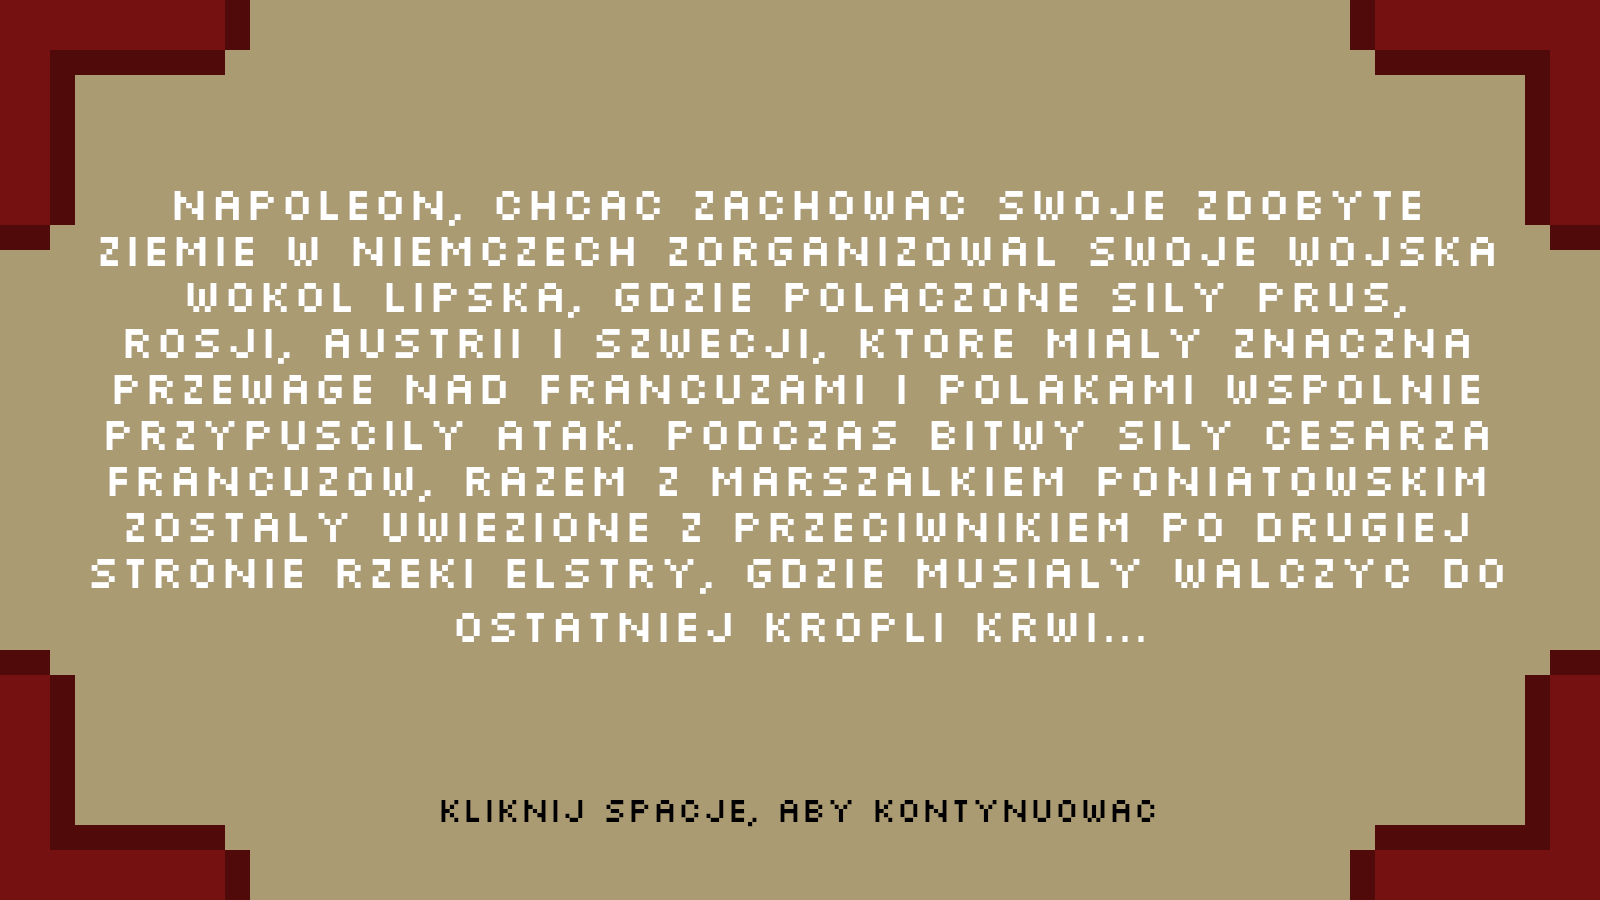 NAPOLEON, CHCAC ZACHOWAC SWOJE ZDOBYTE
ZIEMIE W NIEMCZECH ZORGANIZOWAL SWOJE WOJSKA
WOKOL LIPSKA, GDZIE POLACZONE SILY PRUS,
ROSJI, AUSTRII I SZWECJI, KTORE MIALY ZNACZNA
PRZEWAGE NAD FRANCUZAMI I POLAKAMI WSPOLNIE
PRZYPUSCILY ATAK. PODCZAS BITWY SILY CESARZA
FRANCUZOW, RAZEM Z MARSZALKIEM PONIATOWSKIM
ZOSTALY UWIEZIONE Z PRZECIWNIKIEM PO DRUGIEJ
STRONIE RZEKI ELSTRY, GDZIE MUSIALY WALCZYC DO
OSTATNIEJ KROPLI KRWI...
KLIKNIJ SPACJE, ABY KONTYNUOWAC